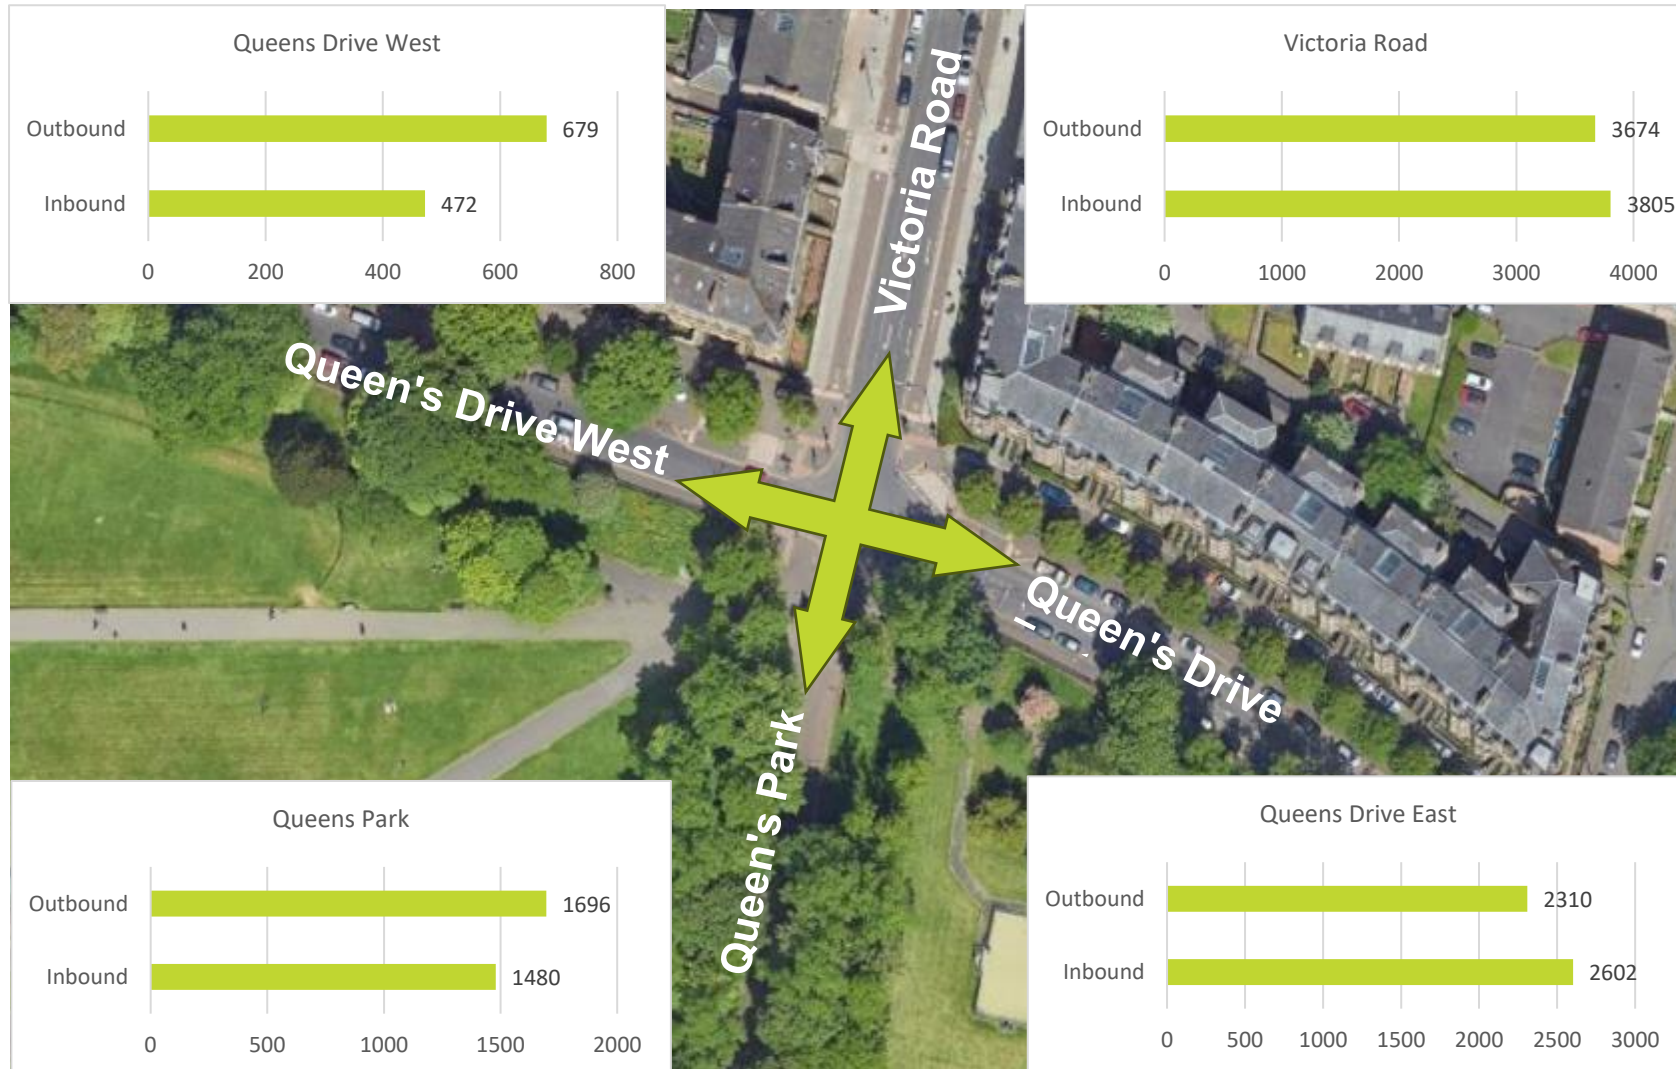 Queens Drive West
Outbound
679
Inbound
472
0 200 400 600 800
Victoria Road
Outbound
3674
Inbound
3805
0 1000 2000 3000 4000
Victoria Road
Queen's Drive West
Queen's Drive
–
Queen's Park
Queens Park
Outbound
1696
Inbound
1480
0 500 1000 1500 2000
Queens Drive East
Outbound
2310
Inbound
2602
0 500 1000 1500 2000 2500 3000